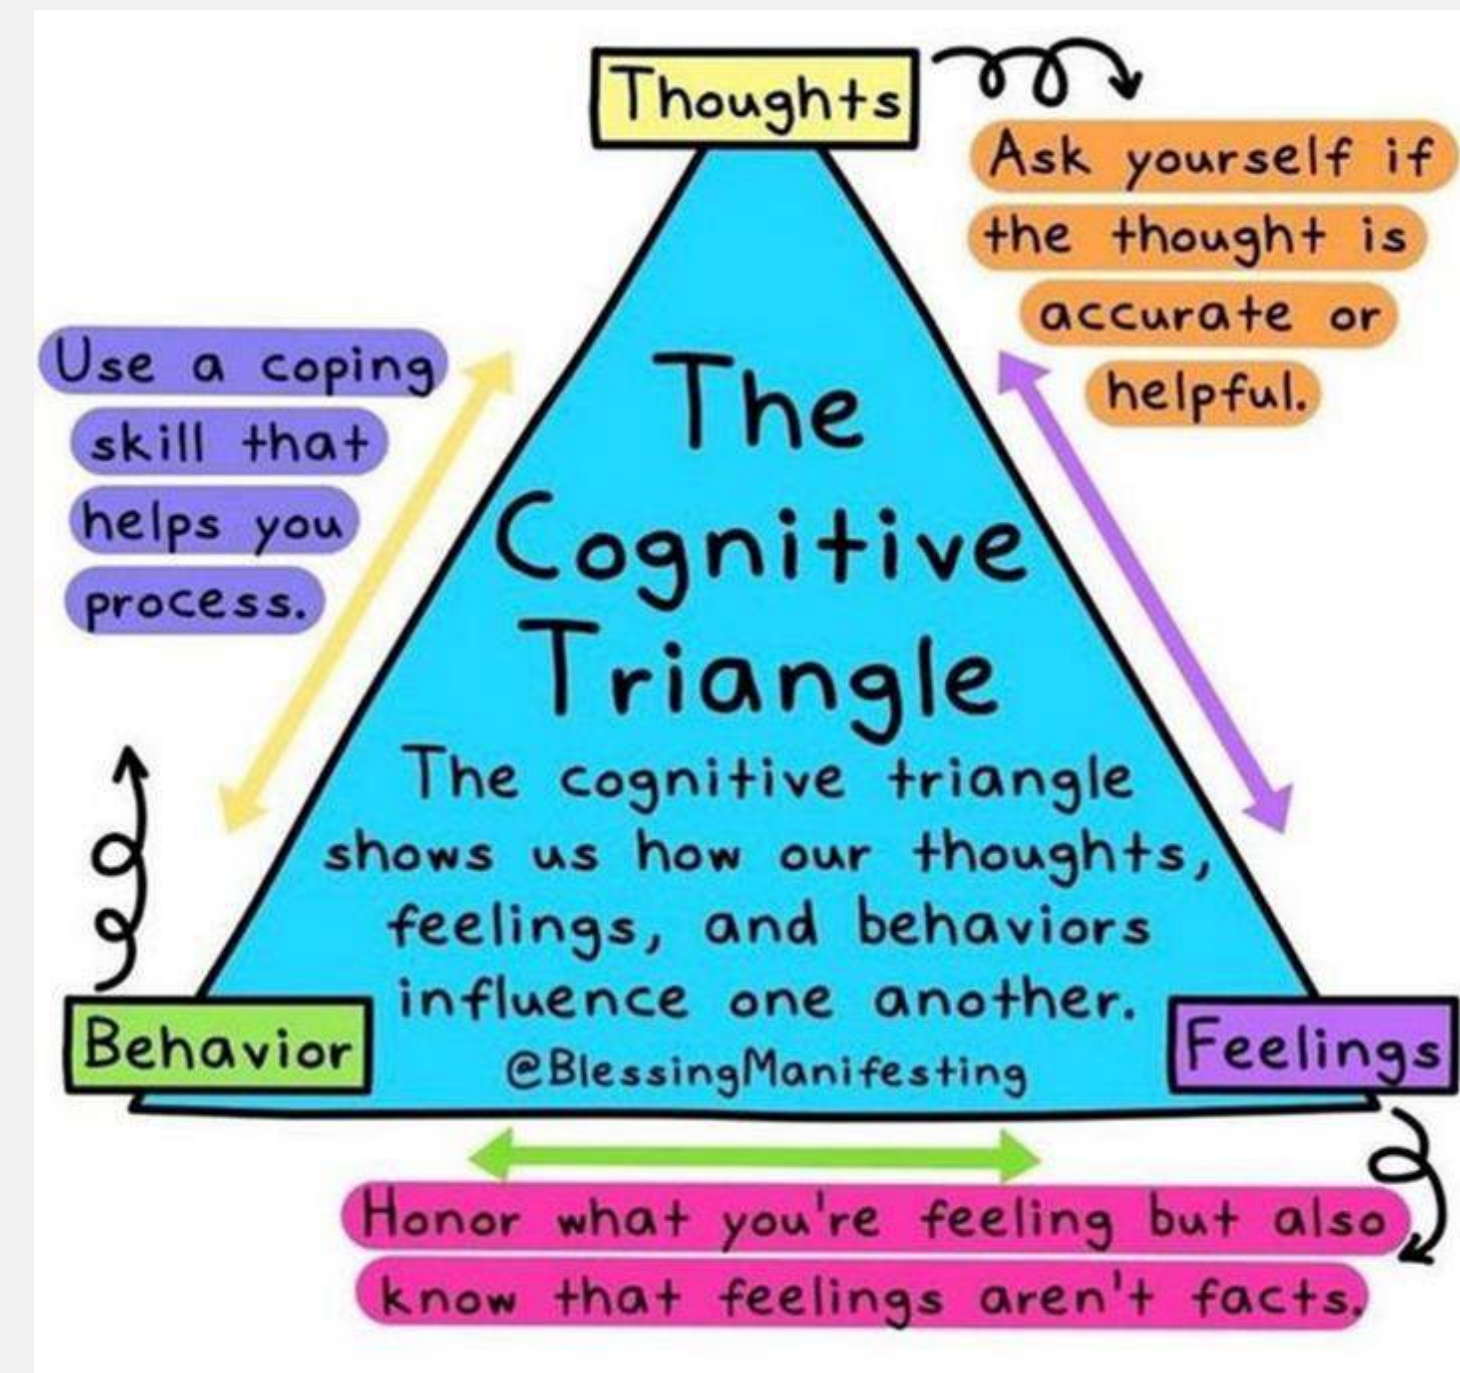 Thoughts
Ask yourself if
the thought is
accurate or
helpful.
Use a coping
skill that
helps you
process.
The
Cognitive
Triangle
The cognitive triangle
shows us how our thoughts,
feelings, and behaviors
influence one another.
@BlessingManifesting
Behavior
Feelings
Honor what you're feeling but also
know that feelings aren't facts.